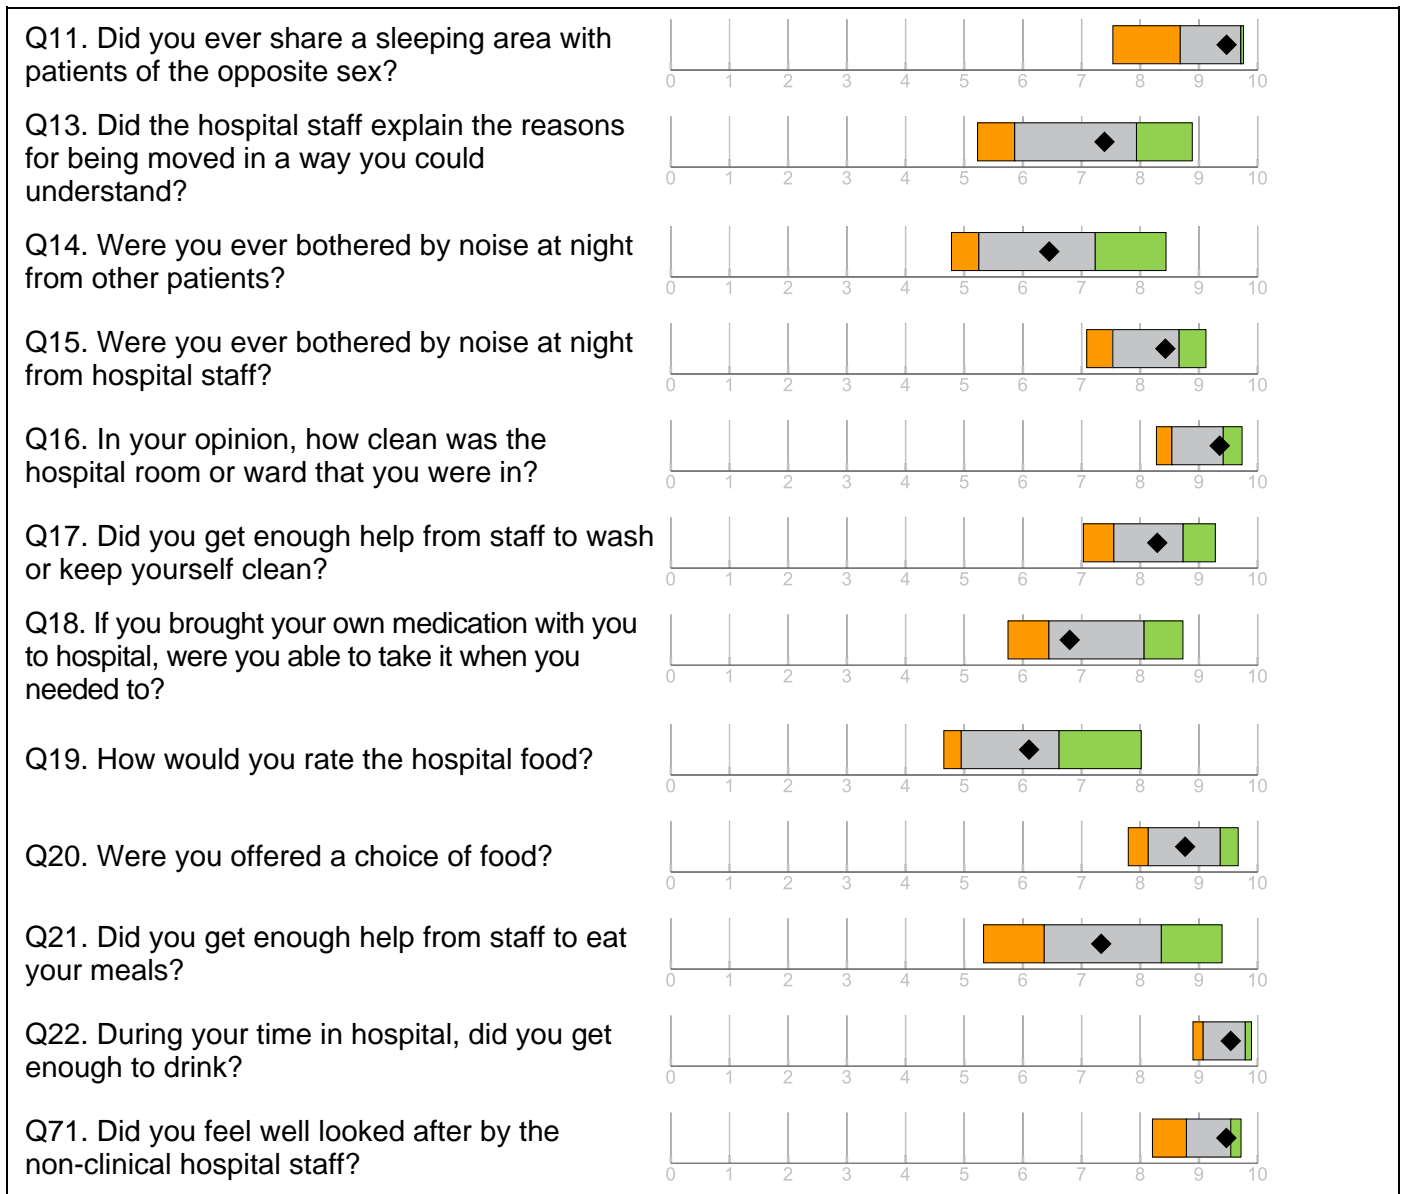 Q11. Did you ever share a sleeping area with
patients of the opposite sex?
0 1 2 3 4 5 6 7 8 9 10
Q13. Did the hospital staff explain the reasons
for being moved in a way you could
understand?
0 1 2 3 4 5 6 7 8 9 10
Q14. Were you ever bothered by noise at night
from other patients?
0 1 2 3 4 5 6 7 8 9 10
Q15. Were you ever bothered by noise at night
from hospital staff?
0 1 2 3 4 5 6 7 8 9 10
Q16. In your opinion, how clean was the
hospital room or ward that you were in?
0 1 2 3 4 5 6 7 8 9 10
Q17. Did you get enough help from staff to wash
or keep yourself clean?
0 1 2 3 4 5 6 7 8 9 10
Q18. If you brought your own medication with you
to hospital, were you able to take it when you
needed to?
0 1 2 3 4 5 6 7 8 9 10
Q19. How would you rate the hospital food?
0 1 2 3 4 5 6 7 8 9 10
Q20. Were you offered a choice of food?
0 1 2 3 4 5 6 7 8 9 10
Q21. Did you get enough help from staff to eat
your meals?
0 1 2 3 4 5 6 7 8 9 10
Q22. During your time in hospital, did you get
enough to drink?
0 1 2 3 4 5 6 7 8 9 10
Q71. Did you feel well looked after by the
non-clinical hospital staff?
0 1 2 3 4 5 6 7 8 9 10